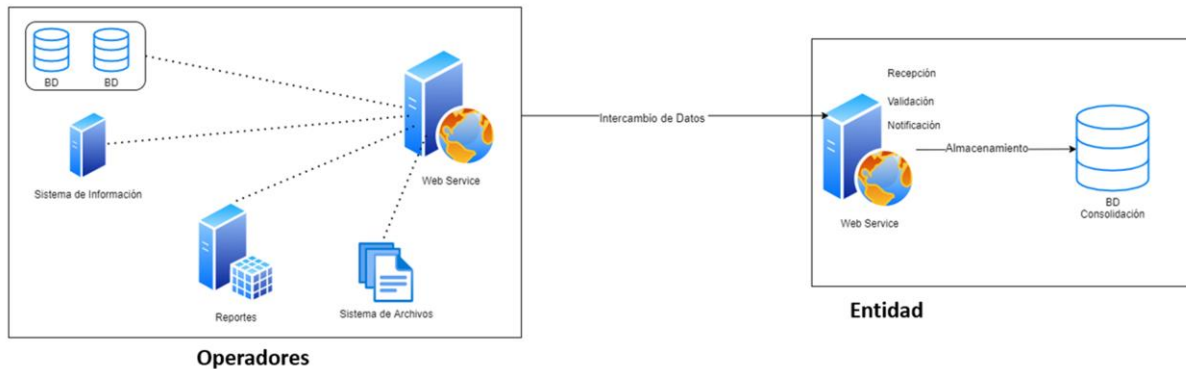 BD
BD
Sistema de Información
Reportes
Sistema de Archivos
Web Service
Operadores
Intercambio de Datos
Recepción
Validación
Notificación
Almacenamiento
Web Service
BD
Consolidación
Entidad